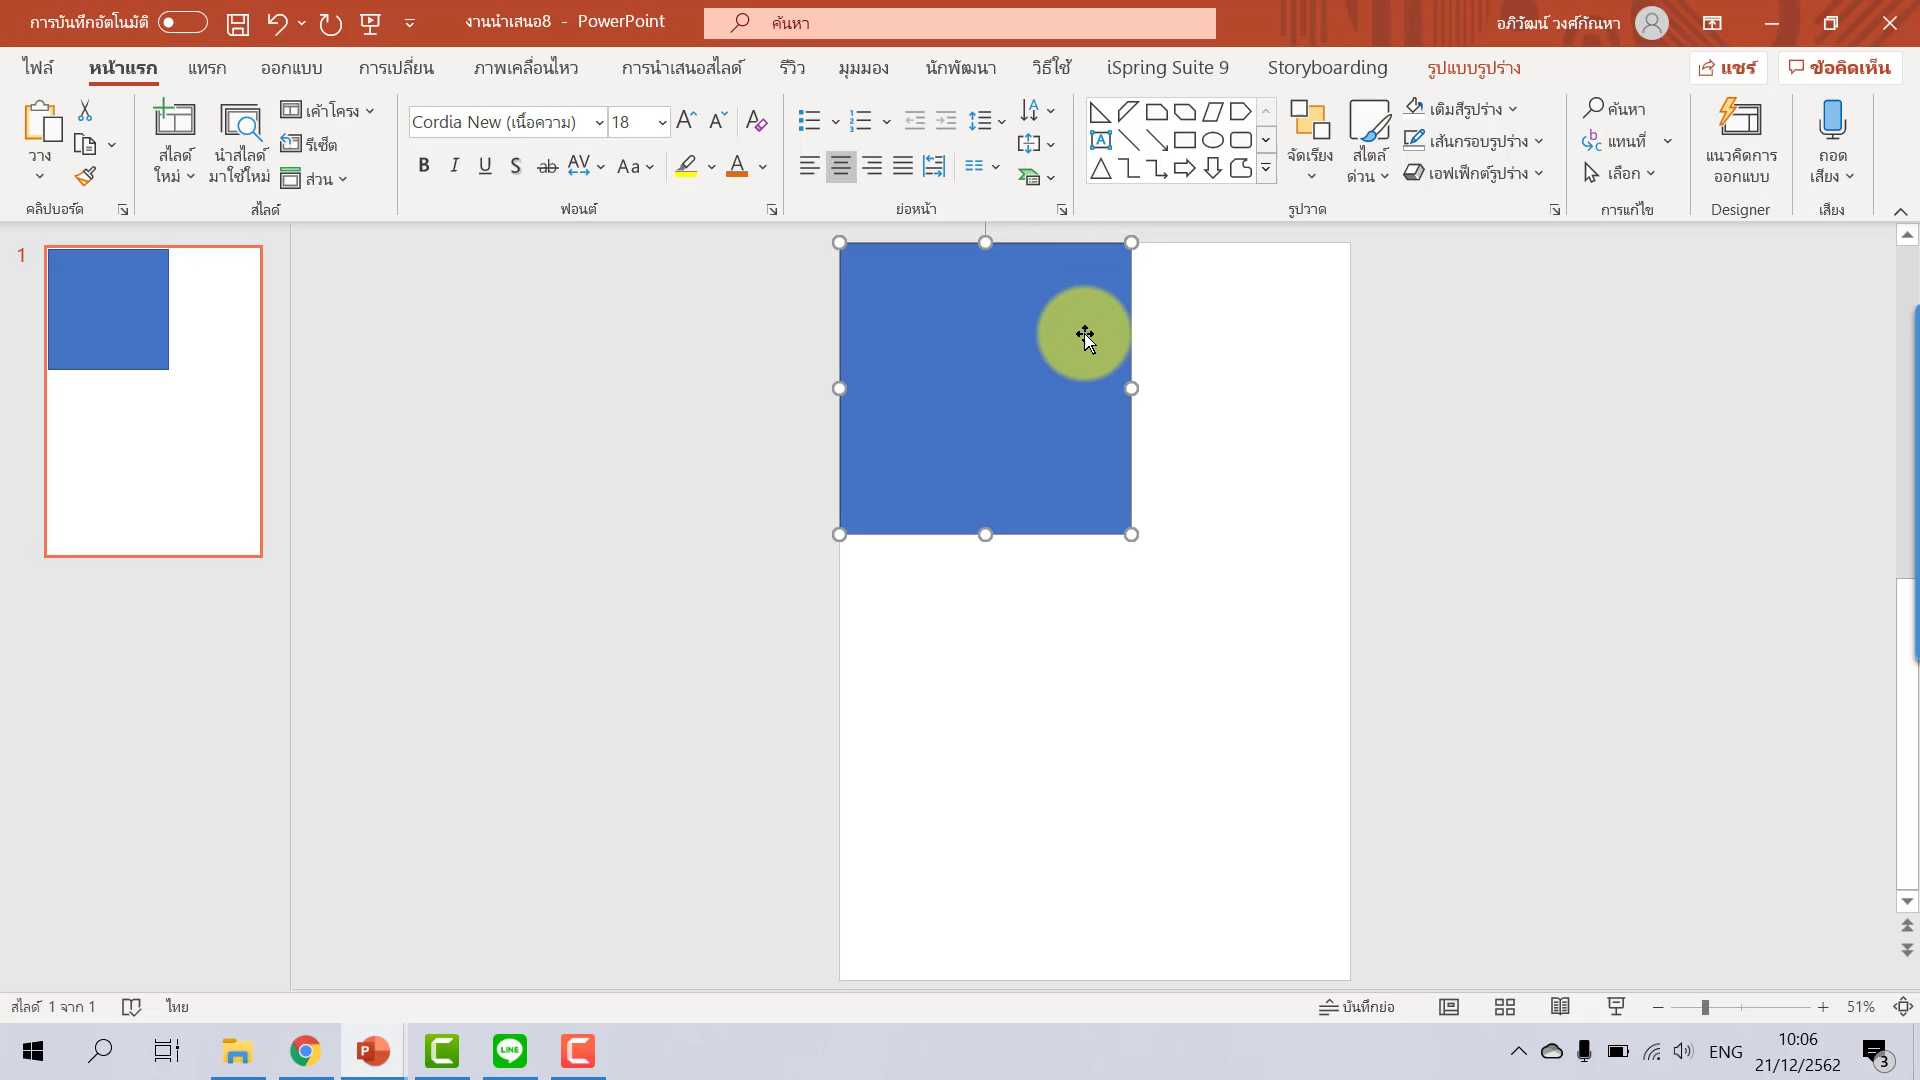 การบันทึกอัตโนมัติ งานนำเสนอ8 - PowerPoint ค้นหา อภิวัฒน์ วงศ์กัณหา
ไฟล์ หน้าแรก แทรก ออกแบบ การเปลี่ยน ภาพเคลื่อนไหว การนำเสนอสไลด์ รีวิว มุมมอง นักพัฒนา วิธีใช้ iSpring Suite 9 Storyboarding รูปแบบรูปร่าง แชร์ ข้อคิดเห็น
วาง
สไลด์ใหม่
นำสไลด์มาใช้ใหม่
เค้าโครง
รีเซ็ต
ส่วน
Cordia New (เนื้อความ) 18
จัดเรียง
สไตล์ด่วน
เติมสีรูปร่าง
เส้นกรอบรูปร่าง
เอฟเฟ็กต์รูปร่าง
ค้นหา
แทนที่
เลือก
แนวคิดการออกแบบ
ถอดเสียง
คลิปบอร์ด สไลด์ ฟอนต์ ย่อหน้า รูปวาด การแก้ไข Designer เสียง
1
สไลด์ 1 จาก 1 ไทย บันทึกย่อ 51%
LINE
ENG
10:06
21/12/2562
3